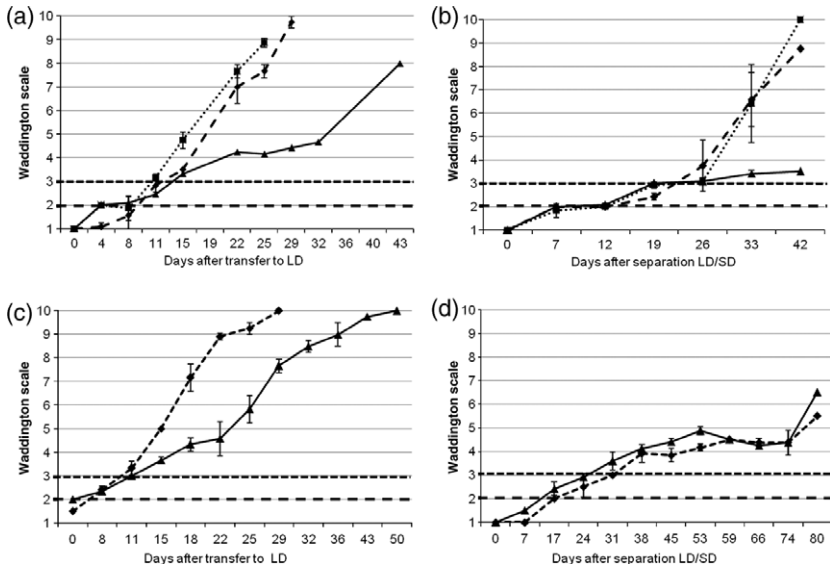 (a)
Waddington scale
10
9
8
7
6
5
4
3
2
1
0 4 8 11 15 22 25 29 32 40 43
Days after transfer to LD
(b)
Waddington scale
10
9
8
7
6
5
4
3
2
1
0 7 12 19 26 33 42
Days after separation LD/SD
(c)
Waddington scale
10
9
8
7
6
5
4
3
2
1
0 8 11 15 18 22 25 29 32 36 43 50
Days after transfer to LD
(d)
Waddington scale
10
9
8
7
6
5
4
3
2
1
0 7 17 24 31 38 45 53 59 66 74 80
Days after separation LD/SD